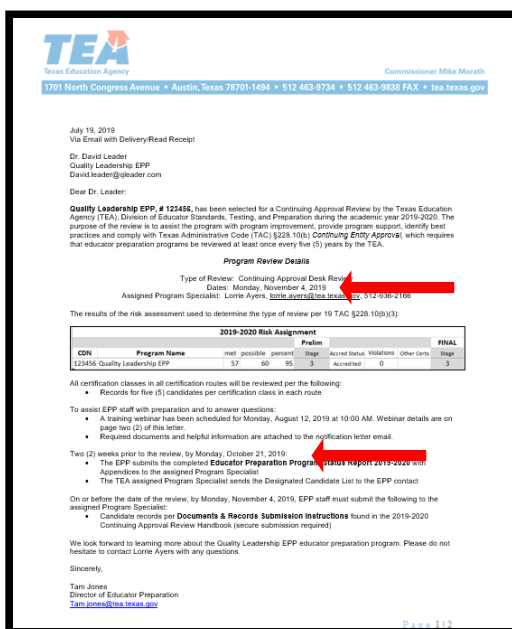 TEA
Texas Education Agency
Commissioner Mike Morath
1701 North Congress Avenue • Austin, Texas 78701-1494 • 512 463-9734 • 512 463-9838 FAX • tea.texas.gov
July 19, 2019
Via Email with Delivery/Read Receipt
Dr. David Leader
Quality Leadership EPP
David.leader@qleader.com
Dear Dr. Leader:
Quality Leadership EPP, # 123456, has been selected for a Continuing Approval Review by the Texas Education
Agency (TEA), Division of Educator Standards, Testing, and Preparation during the academic year 2019-2020. The
purpose of the review is to assist the program with program improvement, provide program support, identify best
practices and comply with Texas Administrative Code (TAC) §228.10(b) Continuing Entity Approval, which requires
that educator preparation programs be reviewed at least once every five (5) years by the TEA.
Program Review Details
Type of Review: Continuing Approval Desk Review
Dates: Monday, November 4, 2019
Assigned Program Specialist: Lorrie Ayers, lorrie.ayers@tea.texas.gov, 512-936-2166
The results of the risk assessment used to determine the type of review per 19 TAC §228.10(b)(3):
2019-2020 Risk Assignment
Prelim FINAL
CDN Program Name met possible percent Stage Accred Status Violations Other Certs Stage
123456 Quality Leadership EPP 57 60 95 3 Accredited 0 3
All certification classes in all certification routes will be reviewed per the following:
• Records for five (5) candidates per certification class in each route
To assist EPP staff with preparation and to answer questions:
• A training webinar has been scheduled for Monday, August 12, 2019 at 10:00 AM. Webinar details are on
page two (2) of this letter.
• Required documents and helpful information are attached to the notification letter email.
Two (2) weeks prior to the review, by Monday, October 21, 2019:
• The EPP submits the completed Educator Preparation Program Status Report 2019-2020 with
Appendices to the assigned Program Specialist
• The TEA assigned Program Specialist sends the Designated Candidate List to the EPP contact
On or before the date of the review, by Monday, November 4, 2019, EPP staff must submit the following to the
assigned Program Specialist:
• Candidate records per Documents & Records Submission Instructions found in the 2019-2020
Continuing Approval Review Handbook (secure submission required)
We look forward to learning more about the Quality Leadership EPP educator preparation program. Please do not
hesitate to contact Lorrie Ayers with any questions.
Sincerely,
Tam Jones
Director of Educator Preparation
Tam.jones@tea.texas.gov
Page 1|2